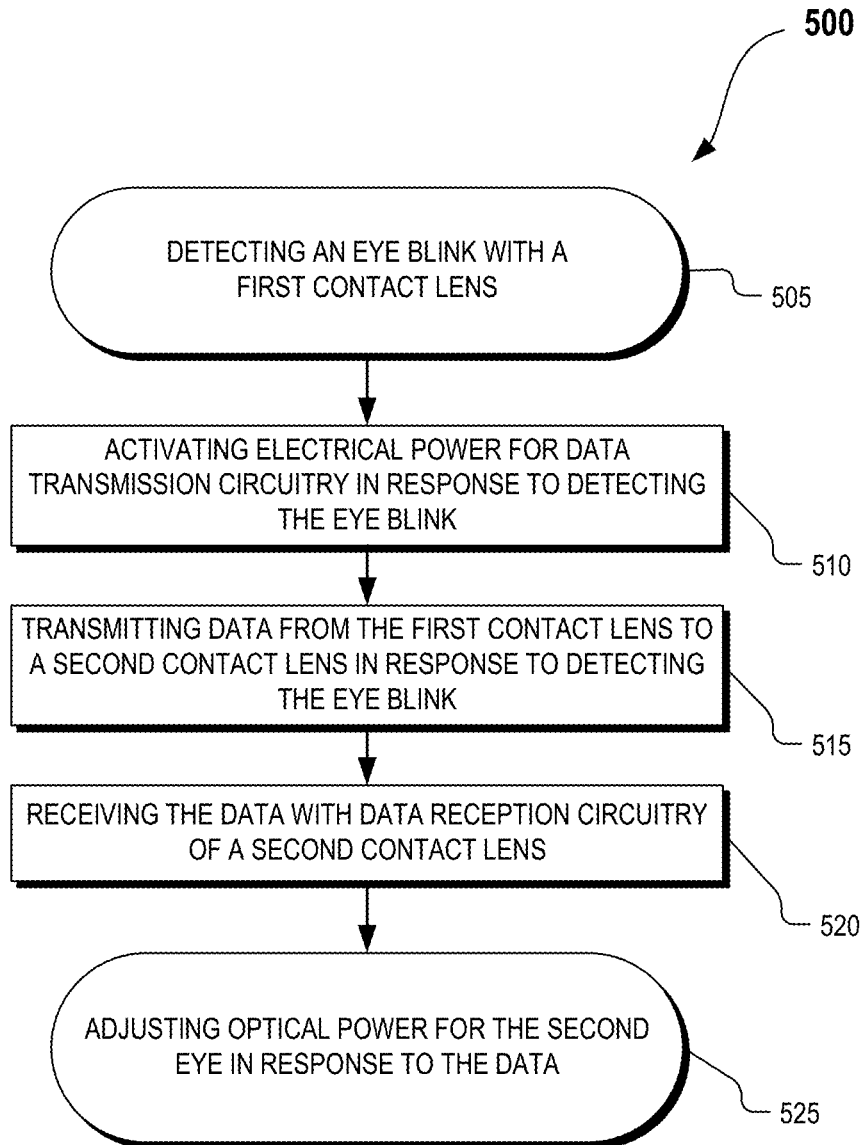 500
DETECTING AN EYE BLINK WITH A
FIRST CONTACT LENS
505
ACTIVATING ELECTRICAL POWER FOR DATA
TRANSMISSION CIRCUITRY IN RESPONSE TO DETECTING
THE EYE BLINK
510
TRANSMITTING DATA FROM THE FIRST CONTACT LENS TO
A SECOND CONTACT LENS IN RESPONSE TO DETECTING
THE EYE BLINK
515
RECEIVING THE DATA WITH DATA RECEPTION CIRCUITRY
OF A SECOND CONTACT LENS
520
ADJUSTING OPTICAL POWER FOR THE SECOND
EYE IN RESPONSE TO THE DATA
525